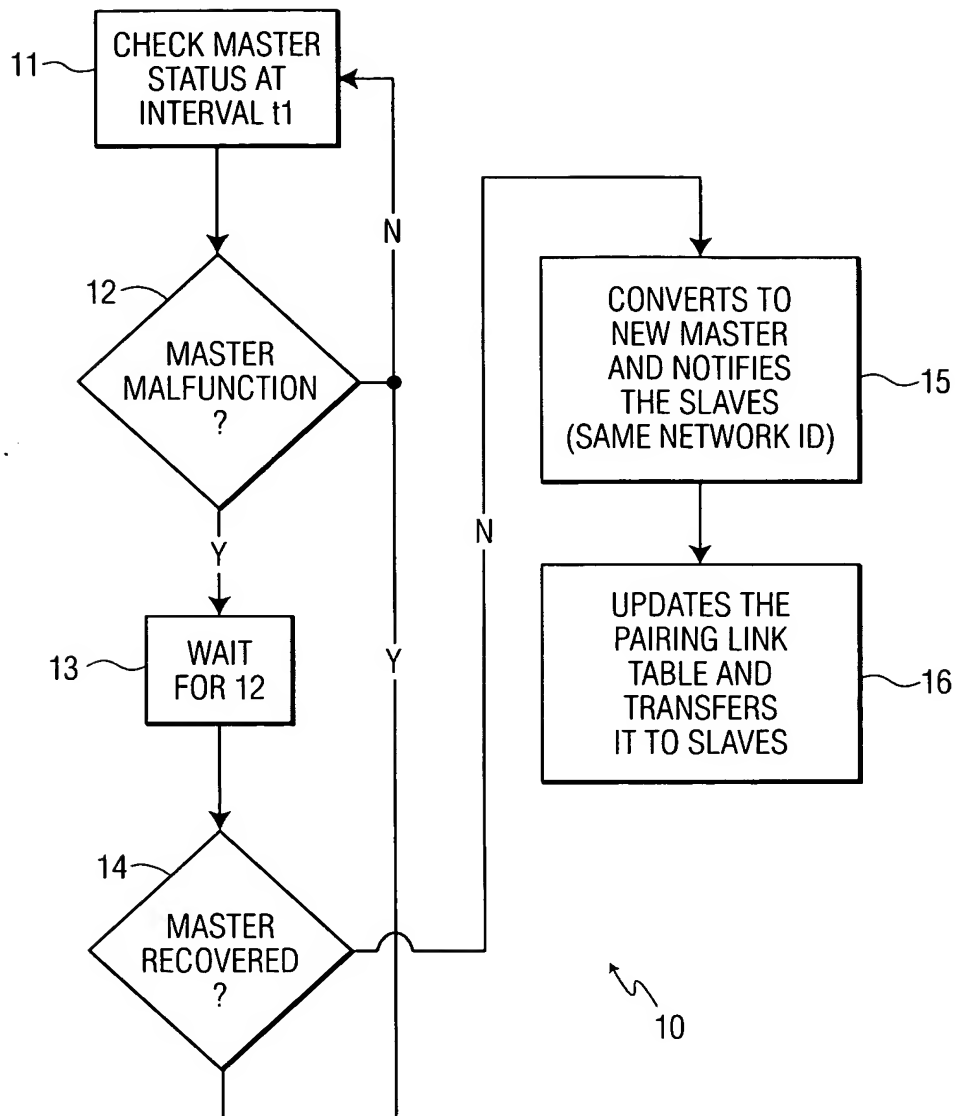 11
CHECK MASTER
STATUS AT
INTERVAL t1
N
12
MASTER
MALFUNCTION
?
Y
13
WAIT
FOR 12
Y
14
MASTER
RECOVERED
?
N
CONVERTS TO
NEW MASTER
AND NOTIFIES
THE SLAVES
(SAME NETWORK ID)
15
UPDATES THE
PAIRING LINK
TABLE AND
TRANSFERS
IT TO SLAVES
16
10